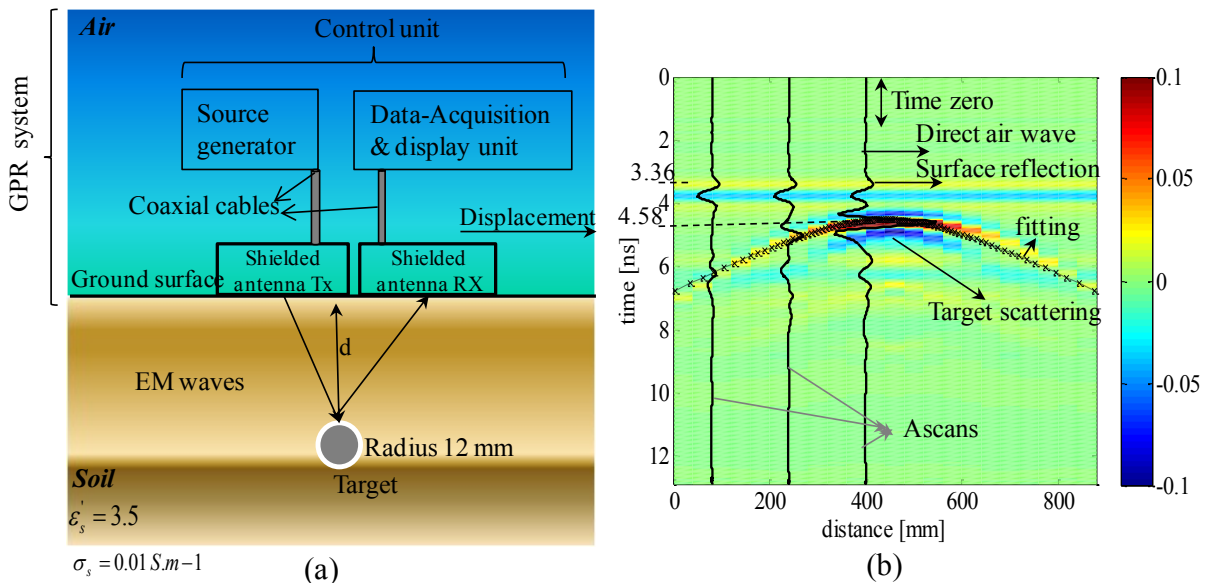 Air
Control unit
GPR system
Source
generator
Data-Acquisition
& display unit
Coaxial cables
Displacement
Ground surface
Shielded
antenna Tx
Shielded
antenna RX
d
EM waves
Radius 12 mm
Target
Soil
ε's = 3.5
σs = 0.01 S.m−1
(a)
0
2
3.36
4
4.58
6
8
10
12
time [ns]
Time zero
Direct air wave
Surface reflection
fitting
Target scattering
Ascans
0 200 400 600 800
distance [mm]
(b)
0.1
0.05
0
-0.05
-0.1